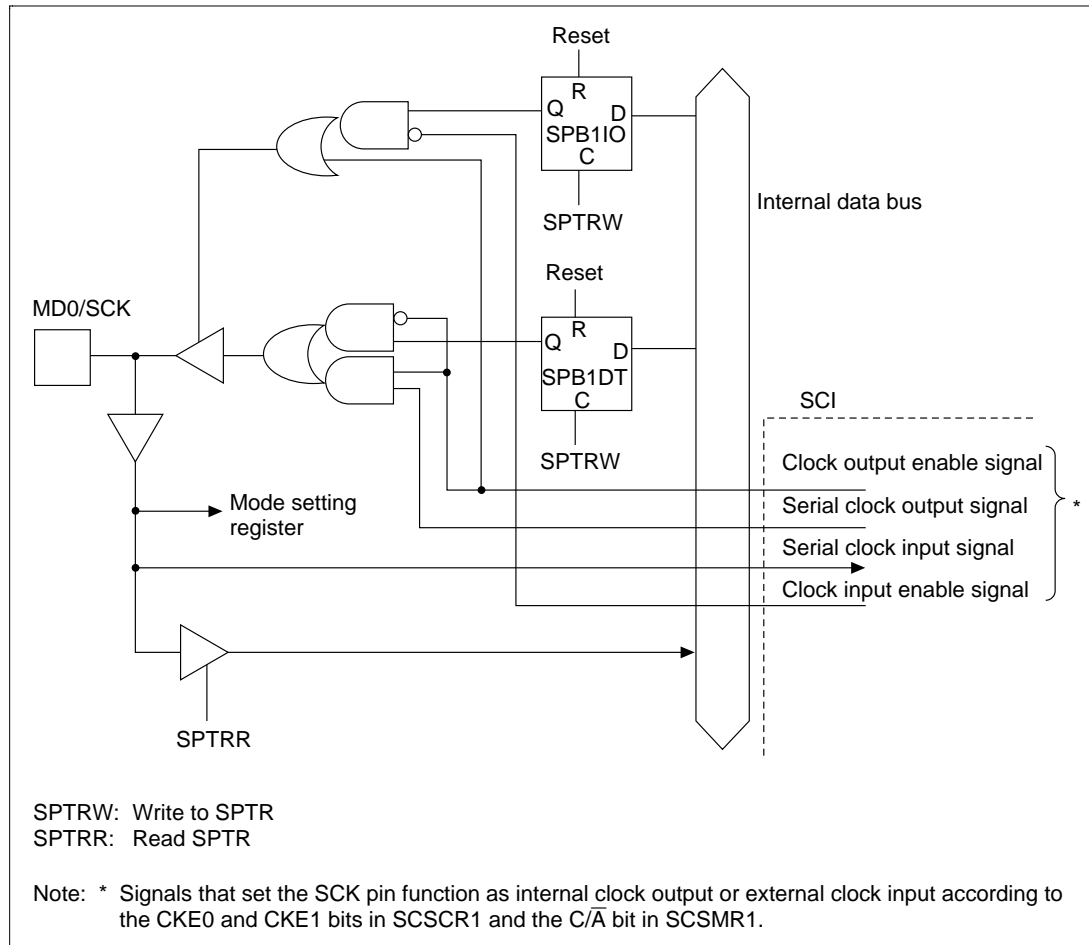 Reset
R
Q
D
SPB1IO
C
SPTRW
Internal data bus
Reset
MD0/SCK
R
Q
D
SPB1DT
C
SCI
SPTRW
Clock output enable signal
Mode setting
register
Serial clock output signal
*
Serial clock input signal
Clock input enable signal
SPTRR
SPTRW: Write to SPTR
SPTRR: Read SPTR
Note: * Signals that set the SCK pin function as internal clock output or external clock input according to
the CKE0 and CKE1 bits in SCSCR1 and the C/A̅ bit in SCSMR1.